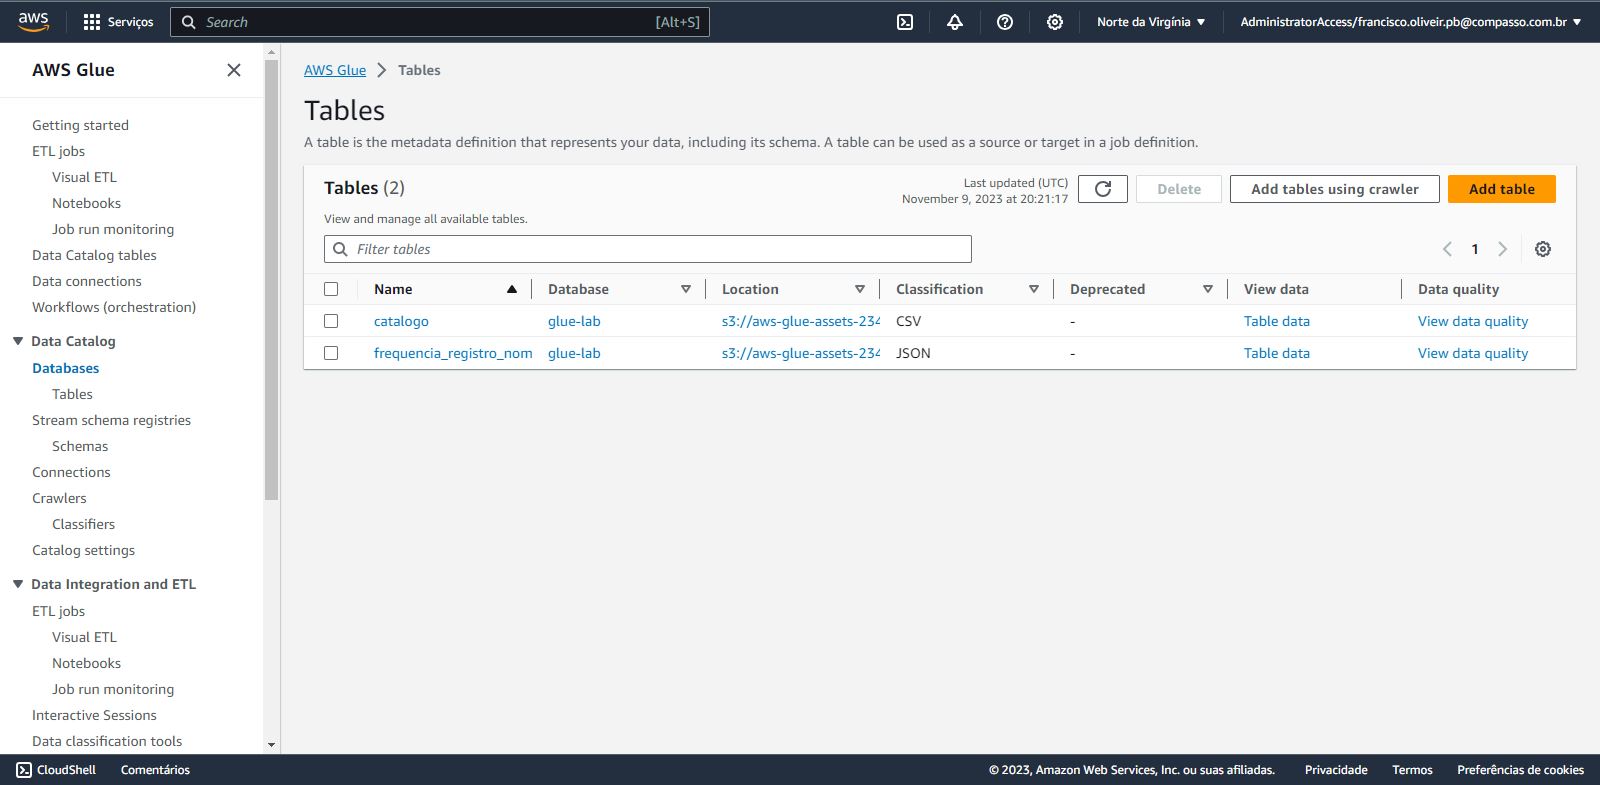 aws Serviços Search [Alt+S] Norte da Virgínia AdministratorAccess/francisco.oliveir.pb@compasso.com.br
AWS Glue
Getting started
ETL jobs
Visual ETL
Notebooks
Job run monitoring
Data Catalog tables
Data connections
Workflows (orchestration)
Data Catalog
Databases
Tables
Stream schema registries
Schemas
Connections
Crawlers
Classifiers
Catalog settings
Data Integration and ETL
ETL jobs
Visual ETL
Notebooks
Job run monitoring
Interactive Sessions
Data classification tools
AWS Glue Tables
Tables
A table is the metadata definition that represents your data, including its schema. A table can be used as a source or target in a job definition.
Tables (2)
View and manage all available tables.
Last updated (UTC)
November 9, 2023 at 20:21:17
Delete Add tables using crawler Add table
Filter tables
1
Name Database Location Classification Deprecated View data Data quality
catalogo glue-lab s3://aws-glue-assets-234 CSV - Table data View data quality
frequencia_registro_nom glue-lab s3://aws-glue-assets-234 JSON - Table data View data quality
CloudShell Comentários © 2023, Amazon Web Services, Inc. ou suas afiliadas. Privacidade Termos Preferências de cookies